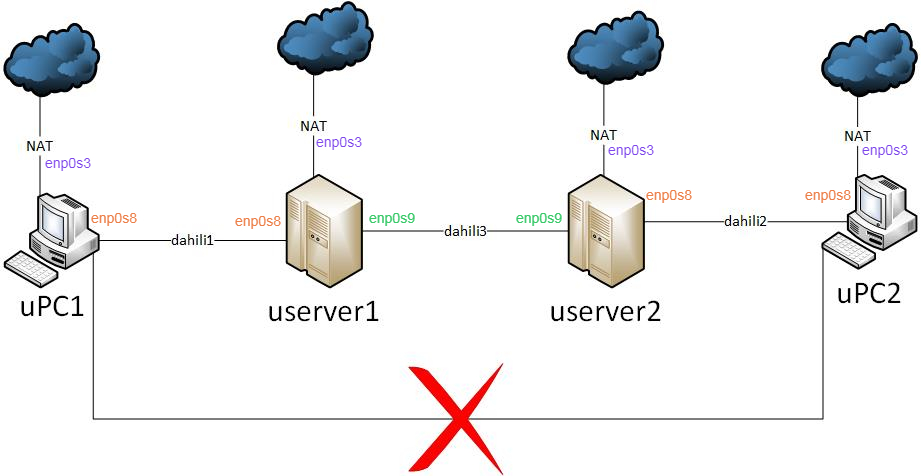 NAT
enp0s3
NAT
enp0s3
NAT
enp0s3
NAT
enp0s3
enp0s8
dahili1
enp0s8
enp0s9
dahili3
enp0s9
enp0s8
dahili2
enp0s8
uPC1
userver1
userver2
uPC2